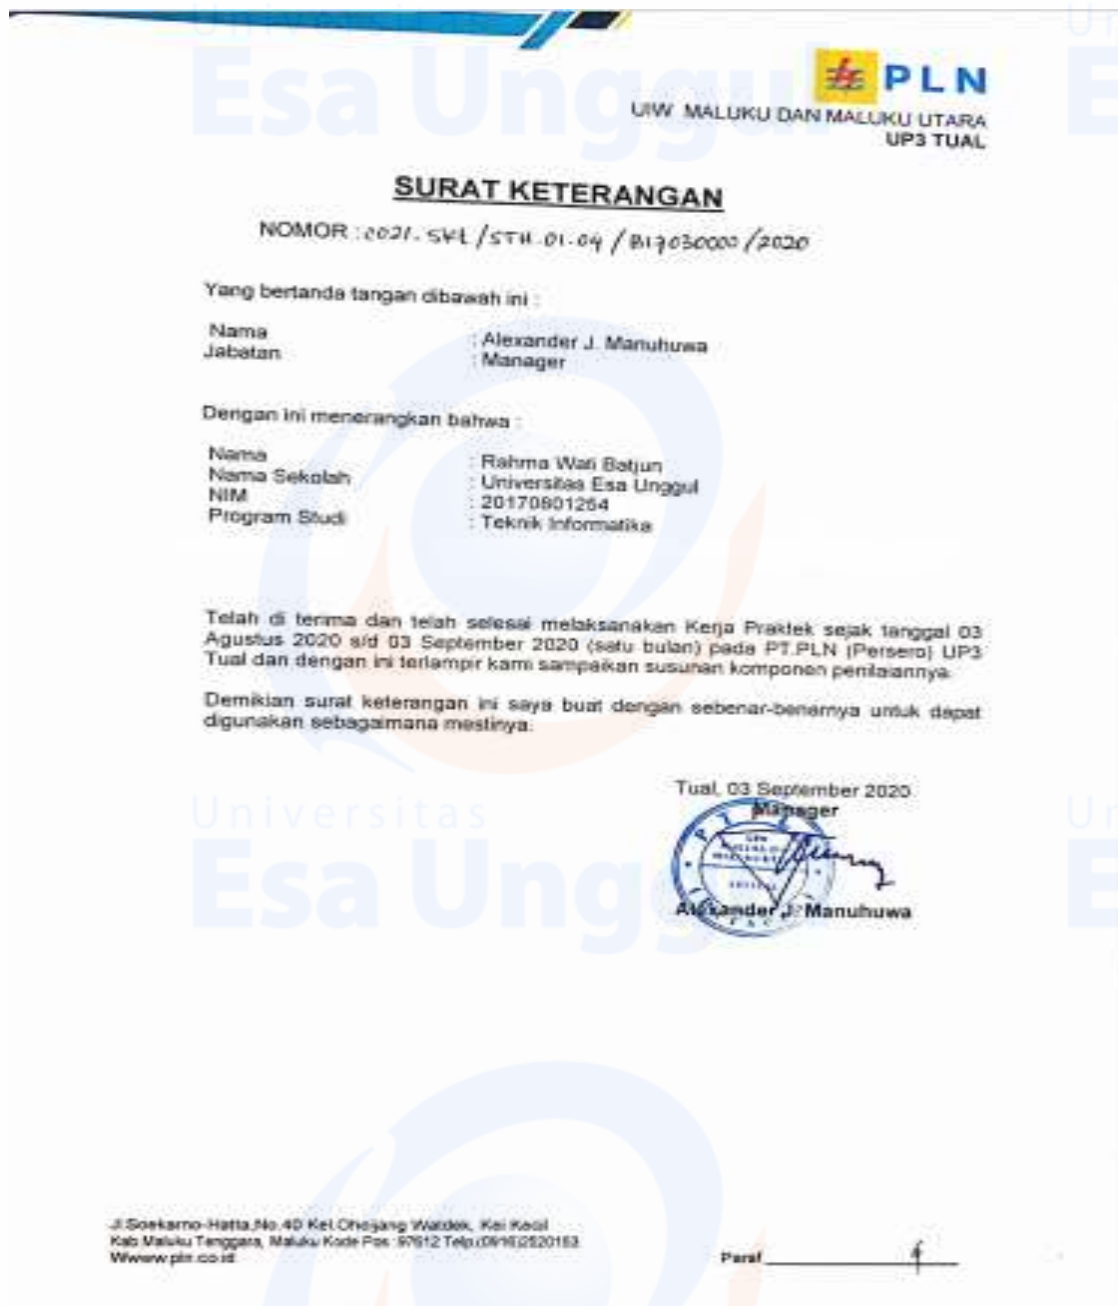 Universitas
Esa Unggul
PLN
UIW MALUKU DAN MALUKU UTARA
UP3 TUAL
SURAT KETERANGAN
NOMOR : 0021.SKL/STH.01.04/B17030000/2020
Yang bertanda tangan dibawah ini :
Nama : Alexander J. Manuhuwa
Jabatan : Manager
Dengan ini menerangkan bahwa :
Nama : Rahma Wati Batjun
Nama Sekolah : Universitas Esa Unggul
NIM : 20170801264
Program Studi : Teknik Informatika
Telah di terima dan telah selesai melaksanakan Kerja Praktek sejak tanggal 03
Agustus 2020 s/d 03 September 2020 (satu bulan) pada PT.PLN (Persero) UP3
Tual dan dengan ini terlampir kami sampaikan susunan komponen penilaiannya.
Demikian surat keterangan ini saya buat dengan sebenar-benarnya untuk dapat
digunakan sebagaimana mestinya.
Tual, 03 September 2020
Manager
Alexander J. Manuhuwa
Universitas
Esa Unggul
Jl.Soekarno-Hatta,No.40 Kel.Ohoijang Watdek, Kei Kecil
Kab Maluku Tenggara, Maluku Kode Pos :97612 Telp.(0916)2520153
Wwww.pln.co.id
Paraf